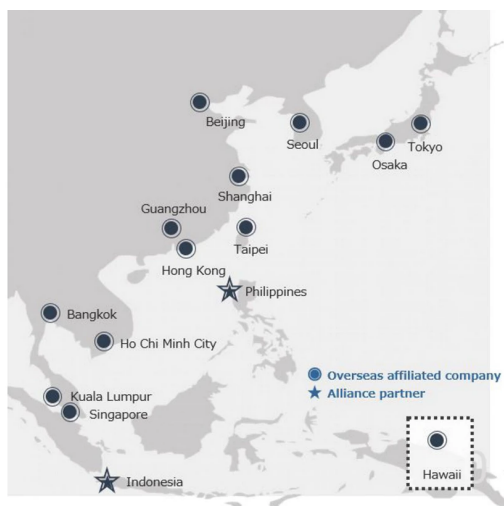 Beijing
Seoul
Tokyo
Osaka
Shanghai
Guangzhou
Taipei
Hong Kong
Philippines
Bangkok
Ho Chi Minh City
Overseas affiliated company
Alliance partner
Kuala Lumpur
Singapore
Hawaii
Indonesia